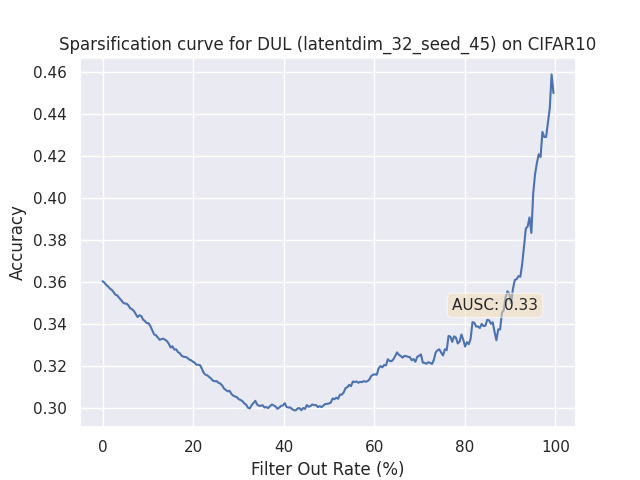 Sparsification curve for DUL (latentdim_32_seed_45) on CIFAR10
0.46
0.44
0.42
0.40
0.38
0.36
0.34
0.32
0.30
Accuracy
AUSC: 0.33
0 20 40 60 80 100
Filter Out Rate (%)